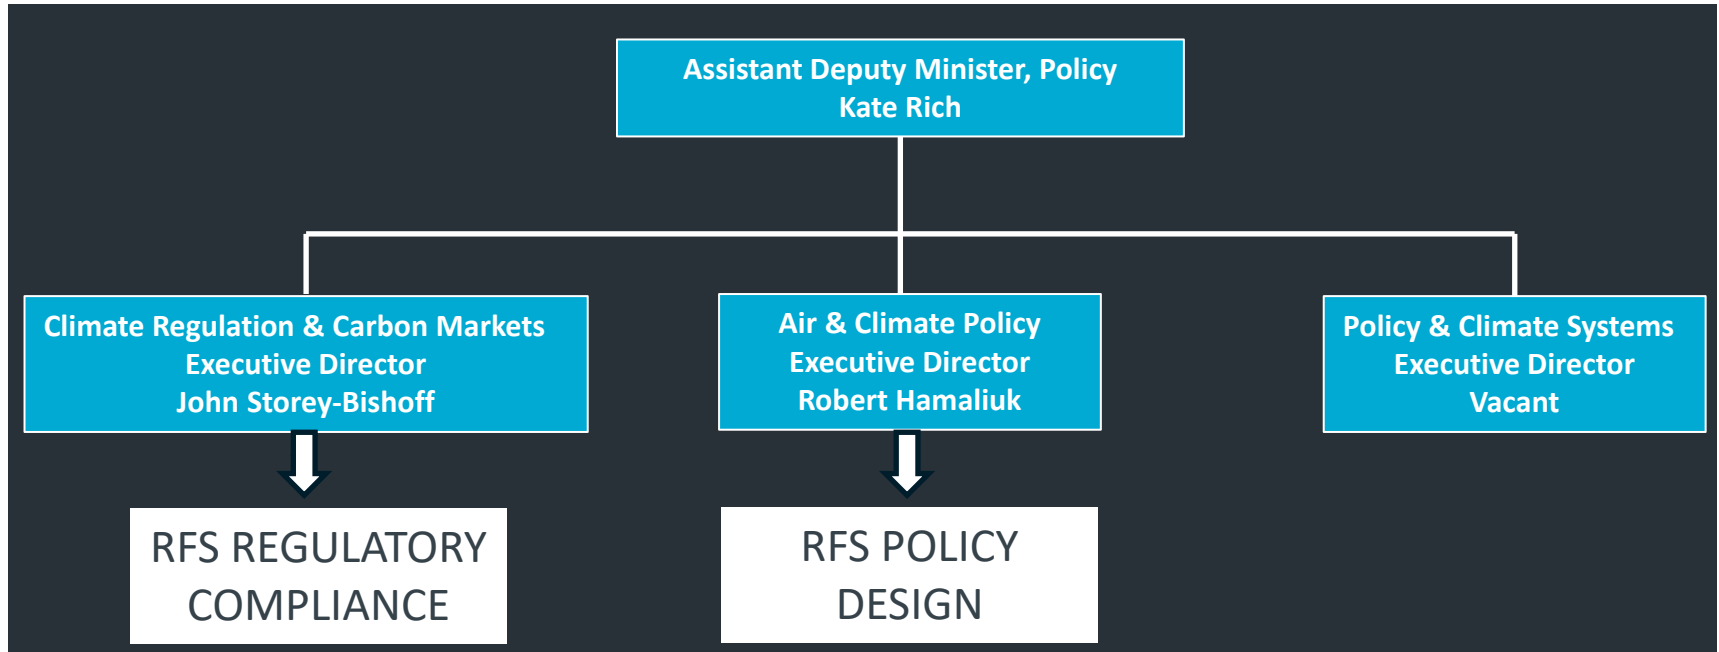 Assistant Deputy Minister, Policy
Kate Rich
Climate Regulation & Carbon Markets
Executive Director
John Storey-Bishoff
Air & Climate Policy
Executive Director
Robert Hamaliuk
Policy & Climate Systems
Executive Director
Vacant
RFS REGULATORY
COMPLIANCE
RFS POLICY
DESIGN